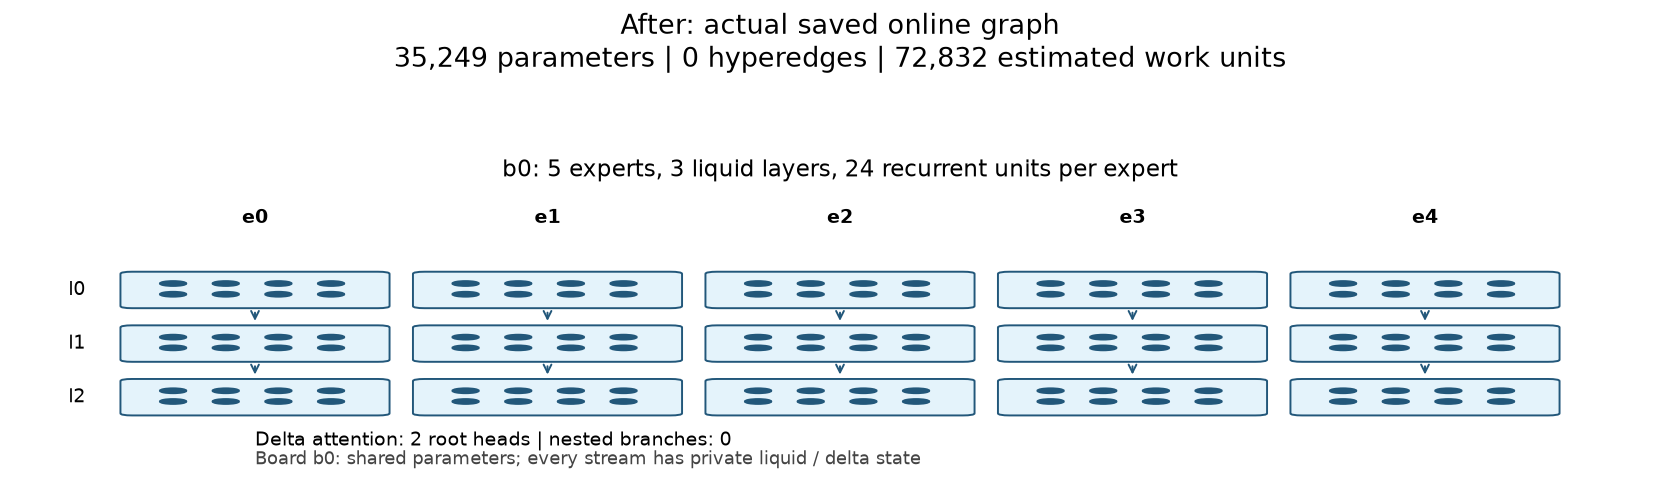 After: actual saved online graph
35,249 parameters | 0 hyperedges | 72,832 estimated work units
b0: 5 experts, 3 liquid layers, 24 recurrent units per expert
e0 e1 e2 e3 e4
l0
l1
l2
Delta attention: 2 root heads | nested branches: 0
Board b0: shared parameters; every stream has private liquid / delta state